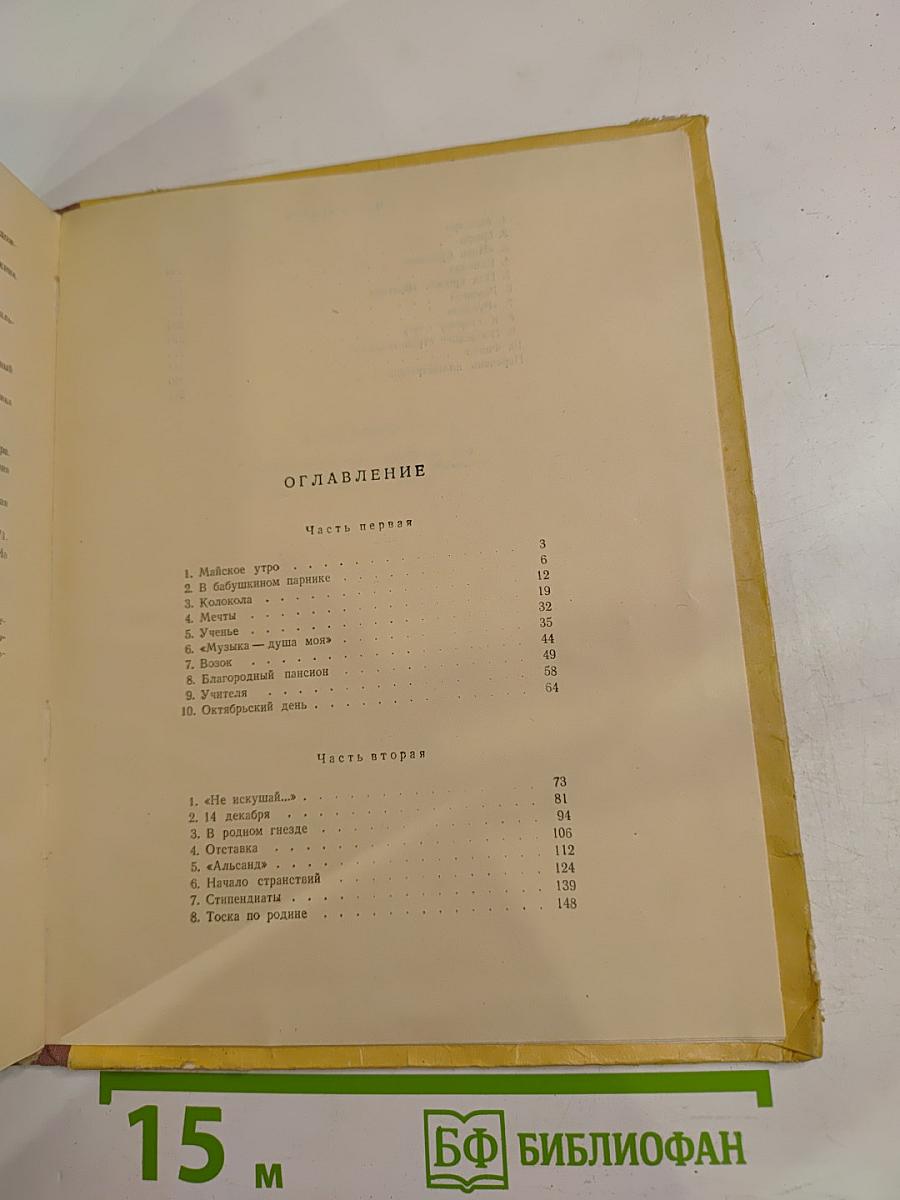 ОГЛАВЛЕНИЕ
Часть первая
1. Майское утро . . . . . . . . . . . . 3
2. В бабушкином парнике . . . . . . . . . . 6
3. Колокола . . . . . . . . . . . . . 12
4. Мечты . . . . . . . . . . . . . . 19
5. Ученье . . . . . . . . . . . . . . 32
6. «Музыка — душа моя» . . . . . . . . . . 35
7. Возок . . . . . . . . . . . . . . 44
8. Благородный пансион . . . . . . . . . . 49
9. Учителя . . . . . . . . . . . . . 58
10. Октябрьский день . . . . . . . . . . . 64
Часть вторая
1. «Не искушай...» . . . . . . . . . . . . 73
2. 14 декабря . . . . . . . . . . . . . 81
3. В родном гнезде . . . . . . . . . . . 94
4. Отставка . . . . . . . . . . . . . 106
5. «Альсанд» . . . . . . . . . . . . . 112
6. Начало странствий . . . . . . . . . . 124
7. Стипендиаты . . . . . . . . . . . . 139
8. Тоска по родине . . . . . . . . . . . 148
15 м
БФ БИБЛИОФАН